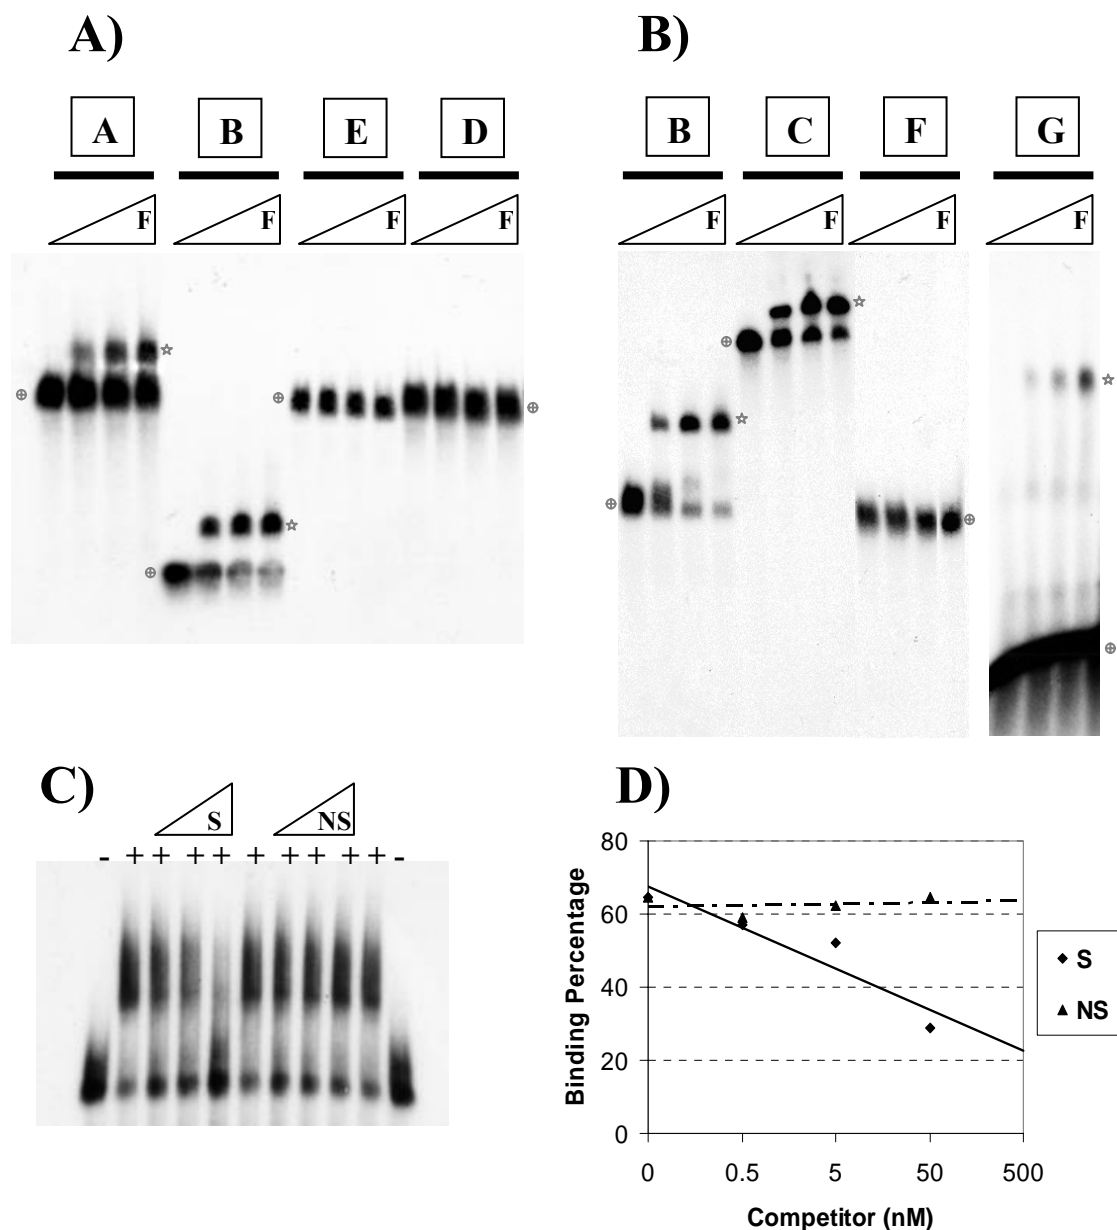 A) B)
A B E D B C F G
F F F F F F F F
C) D)
S NS
- + + + + + + + + + -
80
60
40
20
0
Binding Percentage
0 0.5 5 50 500
Competitor (nM)
S
NS